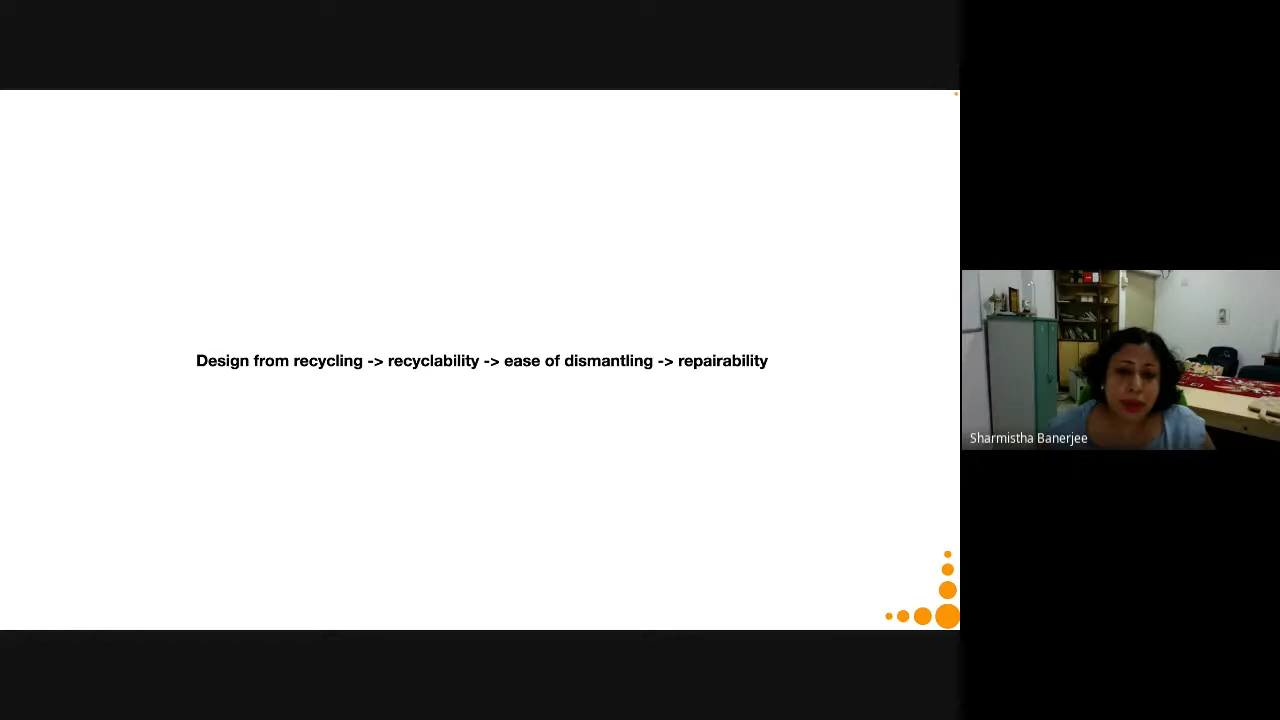 Design from recycling -> recyclability -> ease of dismantling -> repairability
Sharmistha Banerjee